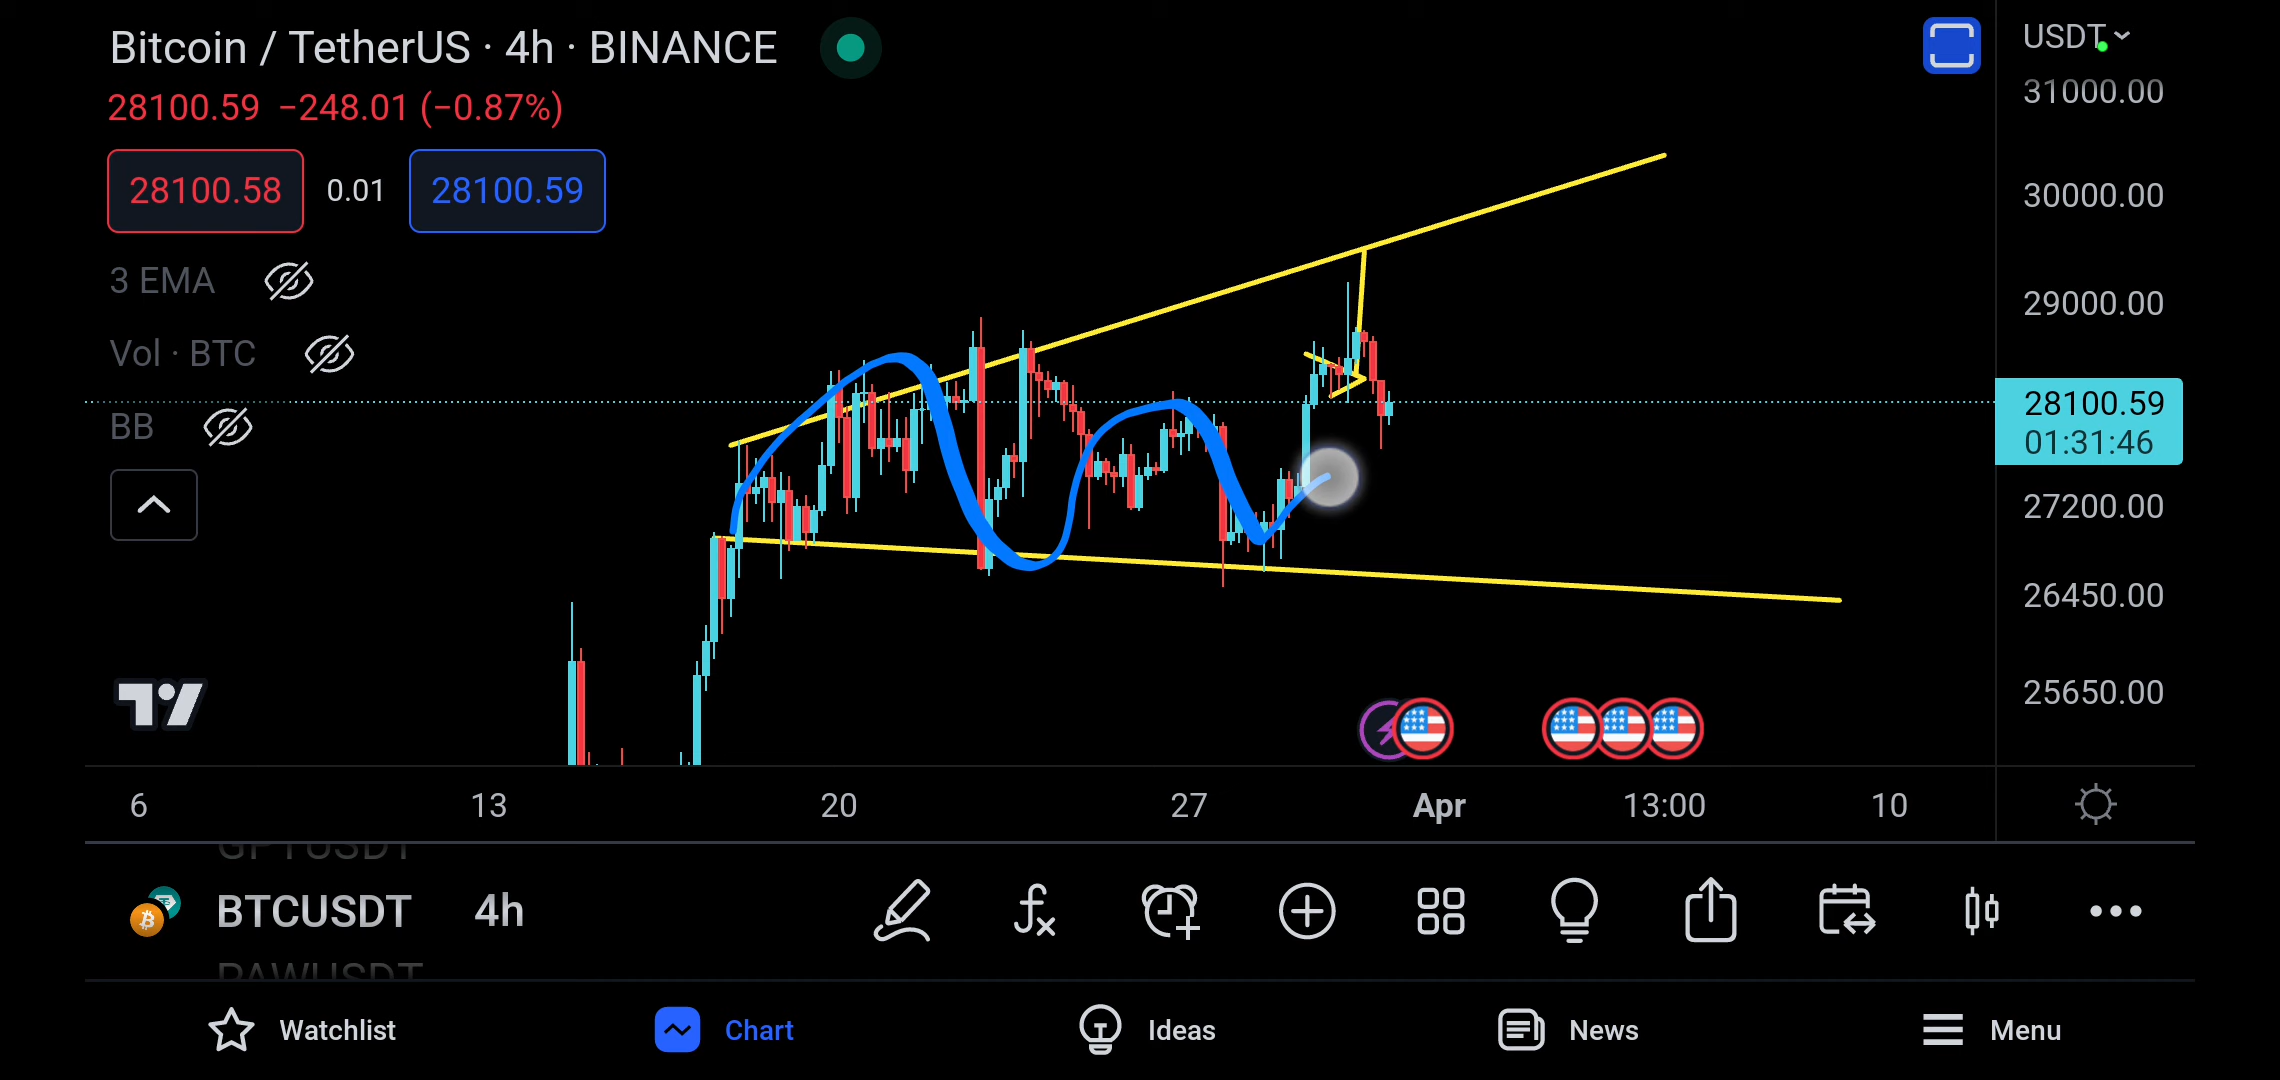 Bitcoin / TetherUS · 4h · BINANCE
USDT
28100.59 −248.01 (−0.87%)
28100.58 0.01 28100.59
3 EMA
Vol · BTC
BB
31000.00
30000.00
29000.00
28100.59
01:31:46
27200.00
26450.00
25650.00
6 13 20 27 Apr 13:00 10
BTCUSDT 4h
Watchlist Chart Ideas News Menu